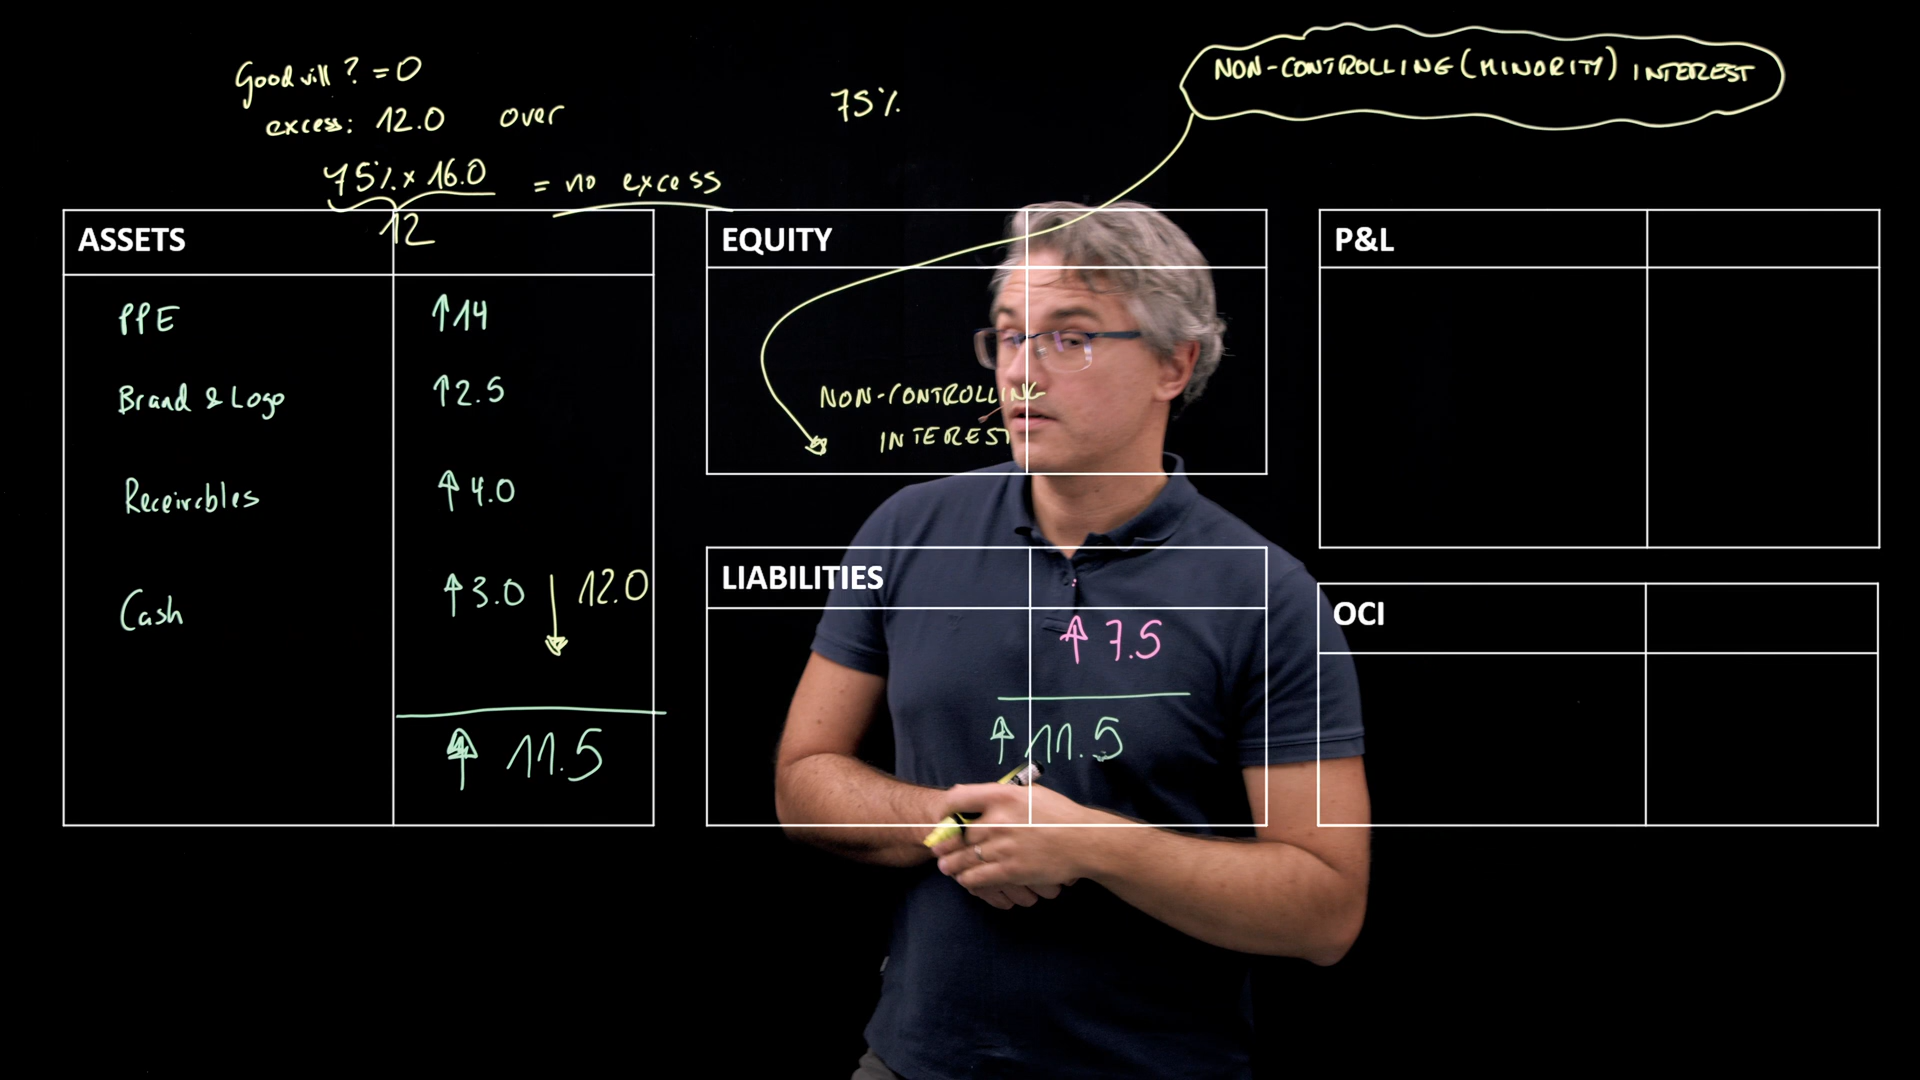 Goodwill? = 0
excess: 12.0 over
75% × 16.0 = no excess
12
75%
NON-CONTROLLING (MINORITY) INTEREST
ASSETS
PPE ↑14
Brand & Logo ↑2.5
Receivables ↑4.0
Cash ↑3.0 ↓ 12.0
↑ 11.5
EQUITY
NON-CONTROLLING
INTEREST
LIABILITIES
↑ 7.5
↑ 11.5
P&L
OCI